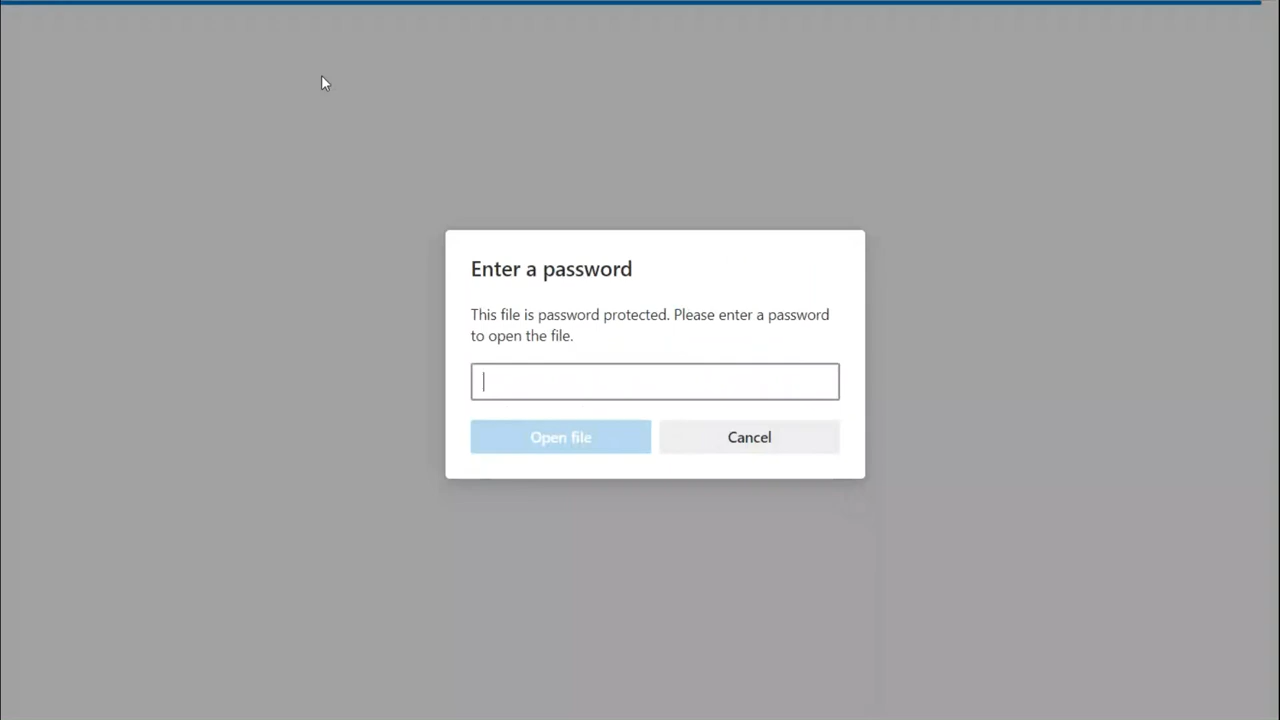 Enter a password
This file is password protected. Please enter a password
to open the file.
Open file
Cancel